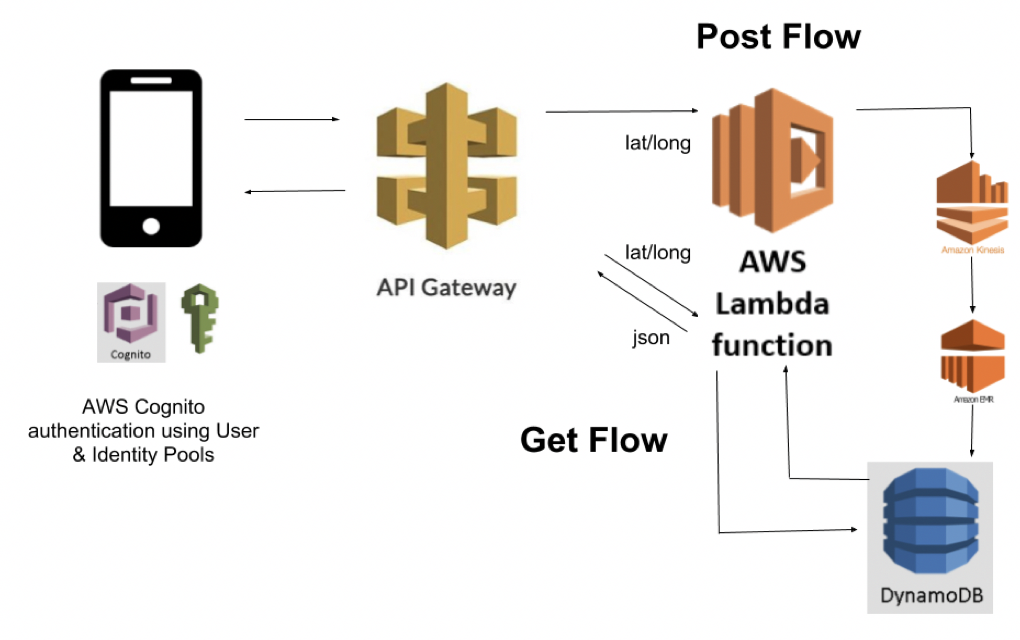 Post Flow
lat/long
Amazon Kinesis
lat/long
AWS
Lambda
function
API Gateway
json
Cognito
Amazon EMR
AWS Cognito
authentication using User
& Identity Pools
Get Flow
DynamoDB